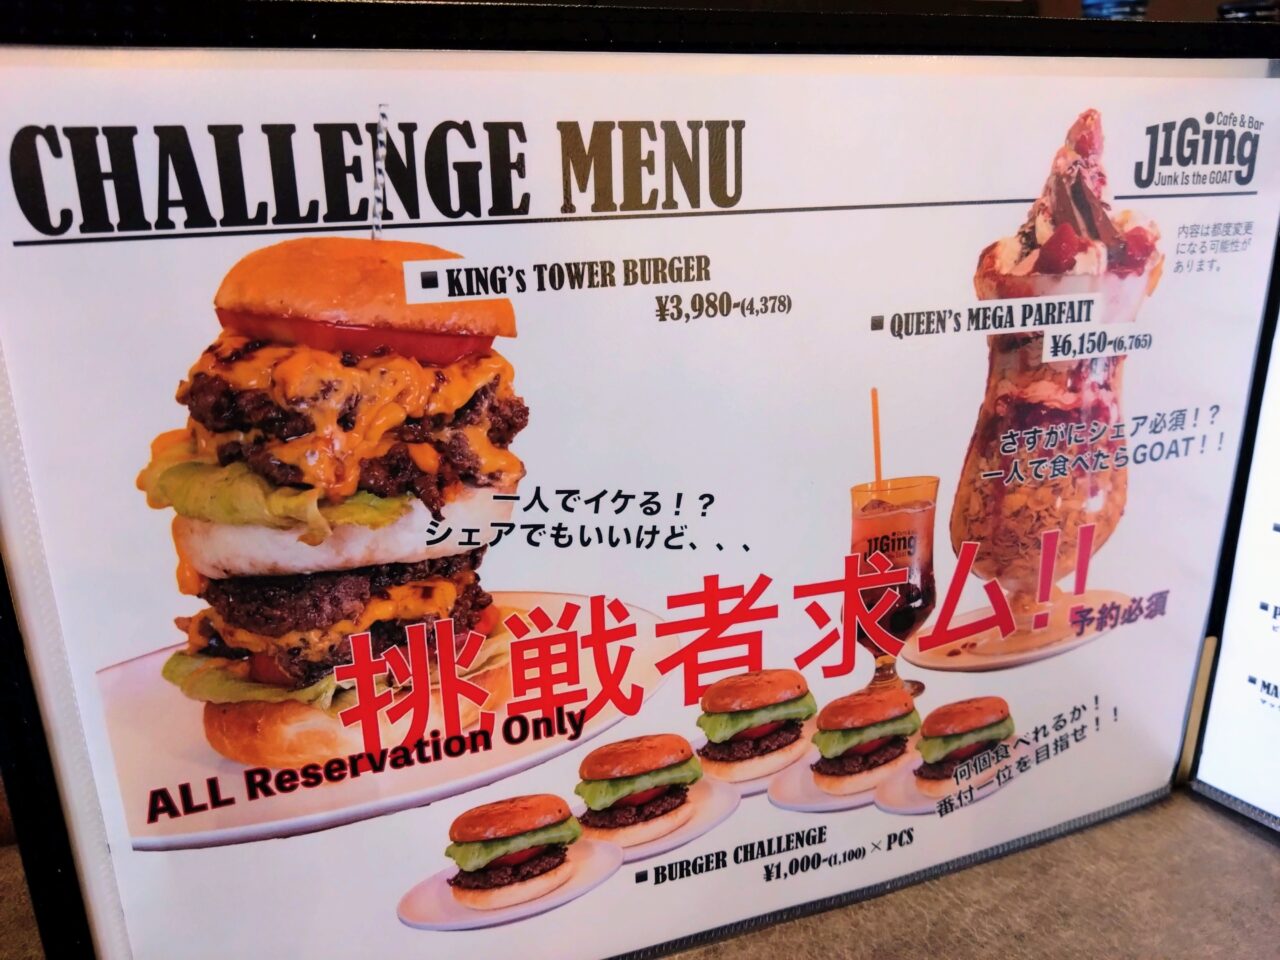 CHALLENGE MENU
Cafe & Bar
JIGing
Junk is the GOAT
内容は都度変更
になる可能性が
あります。
■ KING's TOWER BURGER
¥3,980-(4,378)
■ QUEEN's MEGA PARFAIT
¥6,150-(6,765)
さすがにシェア必須！？
一人で食べたらGOAT！！
一人でイケる！？
シェアでもいいけど、、、
JIGing
挑戦者求ム!!
予約必須
ALL Reservation Only
何個食べれるか！
番付一位を目指せ！！
■ BURGER CHALLENGE
¥1,000-(1,100) × PCS
■ MA